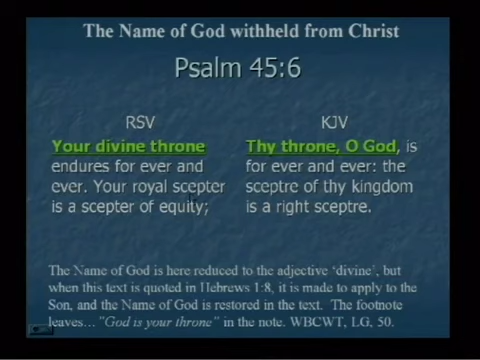 The Name of God withheld from Christ
Psalm 45:6
RSV
Your divine throne
endures for ever and
ever. Your royal scepter
is a scepter of equity;
KJV
Thy throne, O God, is
for ever and ever: the
sceptre of thy kingdom
is a right sceptre.
The Name of God is here reduced to the adjective ‘divine’, but
when this text is quoted in Hebrews 1:8, it is made to apply to the
Son, and the Name of God is restored in the text. The footnote
leaves... "God is your throne" in the note. WBCWT, LG, 50.